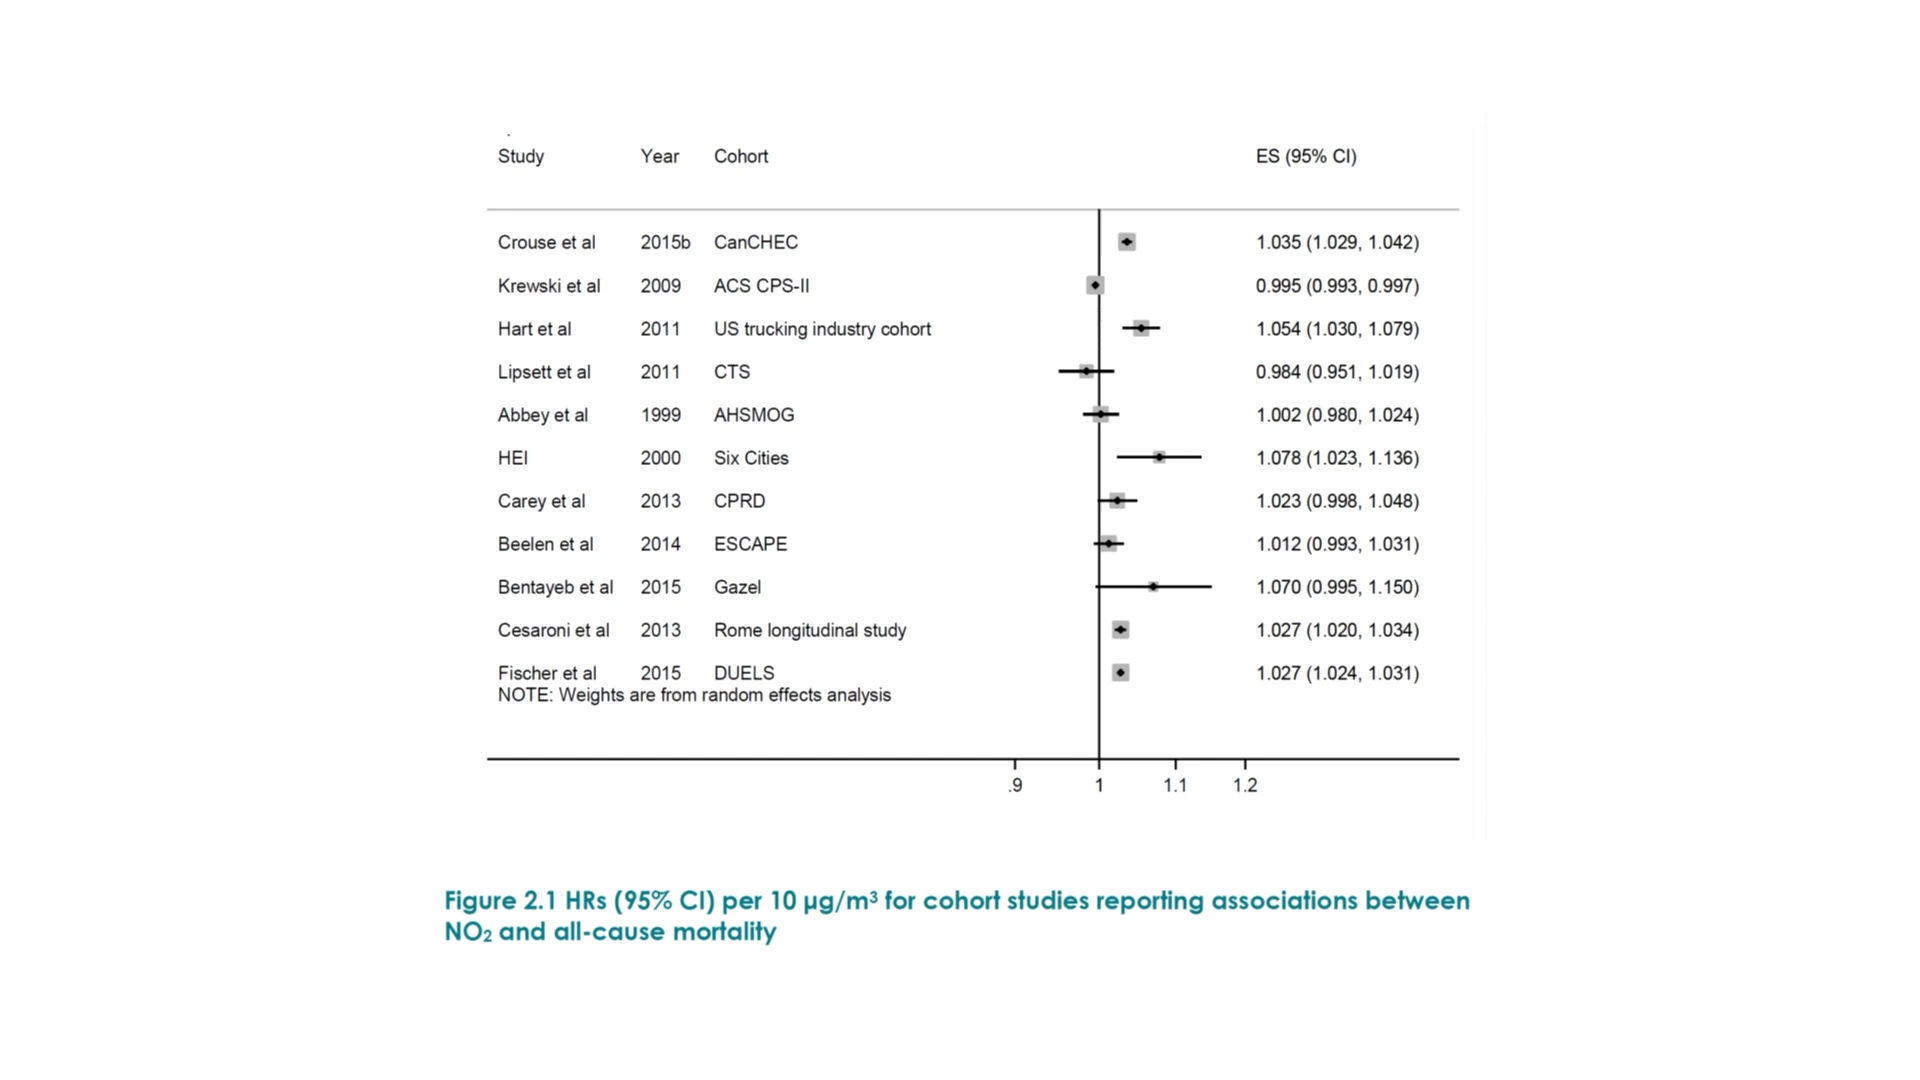 Study Year Cohort ES (95% CI)
Crouse et al 2015b CanCHEC 1.035 (1.029, 1.042)
Krewski et al 2009 ACS CPS-II 0.995 (0.993, 0.997)
Hart et al 2011 US trucking industry cohort 1.054 (1.030, 1.079)
Lipsett et al 2011 CTS 0.984 (0.951, 1.019)
Abbey et al 1999 AHSMOG 1.002 (0.980, 1.024)
HEI 2000 Six Cities 1.078 (1.023, 1.136)
Carey et al 2013 CPRD 1.023 (0.998, 1.048)
Beelen et al 2014 ESCAPE 1.012 (0.993, 1.031)
Bentayeb et al 2015 Gazel 1.070 (0.995, 1.150)
Cesaroni et al 2013 Rome longitudinal study 1.027 (1.020, 1.034)
Fischer et al 2015 DUELS 1.027 (1.024, 1.031)
NOTE: Weights are from random effects analysis
.9 1 1.1 1.2
Figure 2.1 HRs (95% CI) per 10 µg/m³ for cohort studies reporting associations between
NO₂ and all-cause mortality